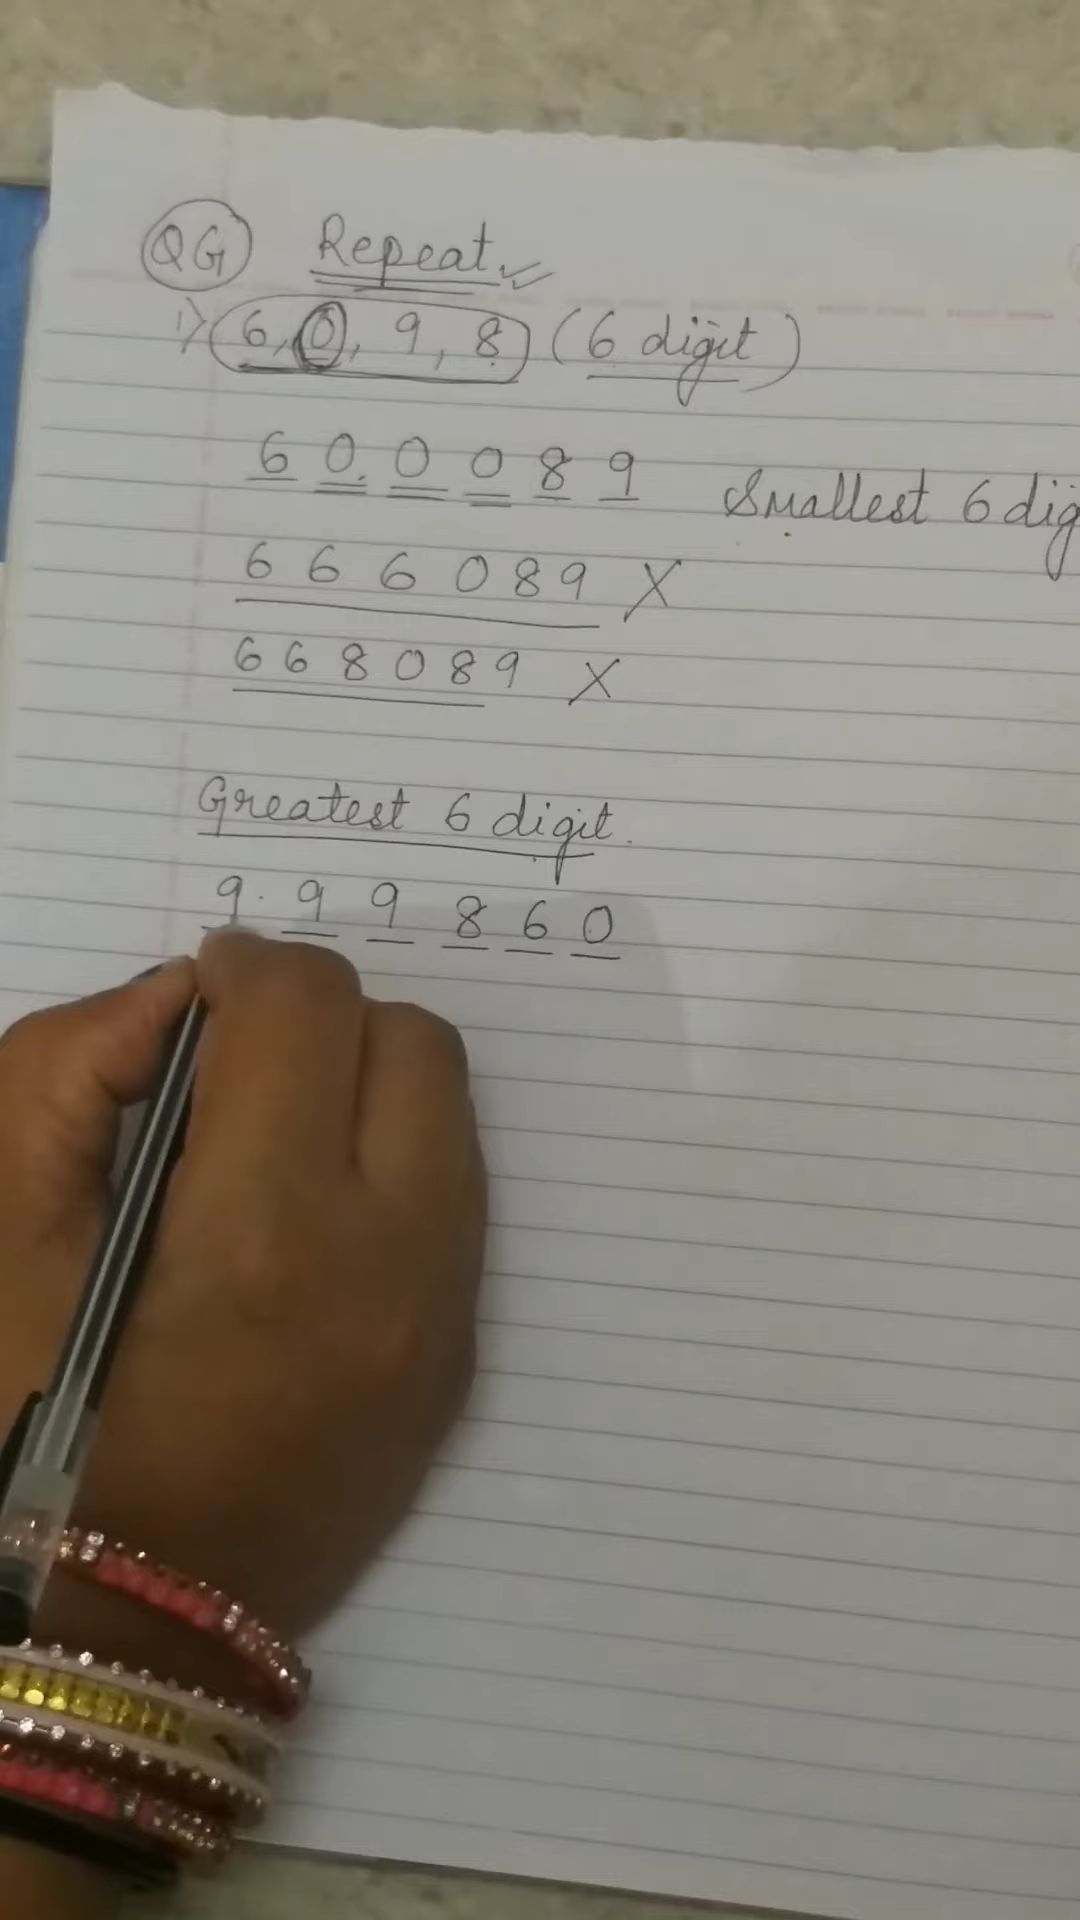 QG Repeat
1) 6, 0, 9, 8 (6 digit)
6 0 0 0 8 9 Smallest 6 dig
6 6 6 0 8 9 X
6 6 8 0 8 9 X
Greatest 6 digit.
9 9 9 8 6 0